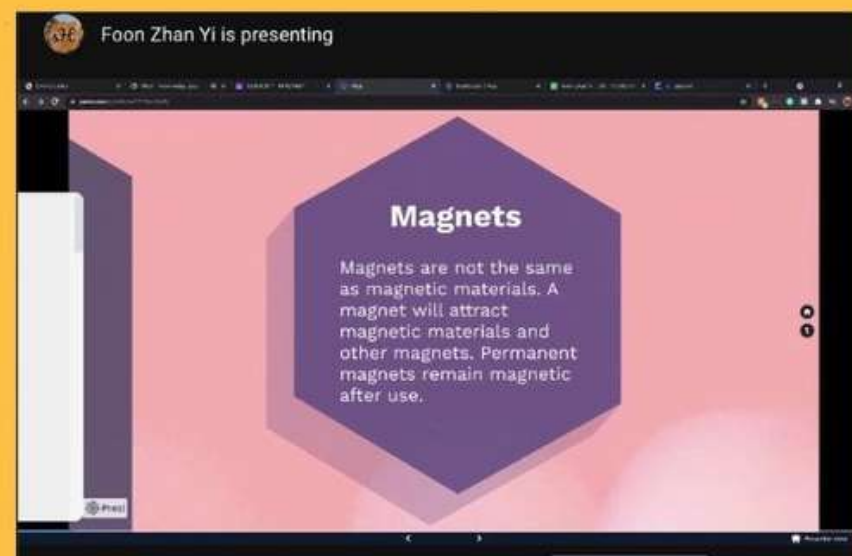 Foon Zhan Yi is presenting
Magnets
Magnets are not the same
as magnetic materials. A
magnet will attract
magnetic materials and
other magnets. Permanent
magnets remain magnetic
after use.
Prezi